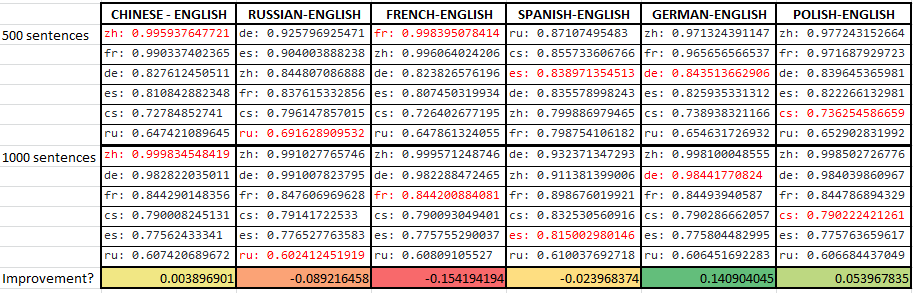 CHINESE - ENGLISH RUSSIAN-ENGLISH FRENCH-ENGLISH SPANISH-ENGLISH GERMAN-ENGLISH POLISH-ENGLISH
500 sentences zh: 0.995937647721 de: 0.925796925471 fr: 0.998395078414 ru: 0.87107495483 zh: 0.971324391147 zh: 0.977243152664
fr: 0.990337402365 es: 0.904003888238 zh: 0.996064024206 cs: 0.855733606766 fr: 0.965656566537 fr: 0.971687929723
de: 0.827612450511 zh: 0.844807086888 de: 0.823826576196 es: 0.838971354513 de: 0.843513662906 de: 0.839645365981
es: 0.810842882348 fr: 0.837615332856 es: 0.807450319934 de: 0.835578998243 es: 0.825935331312 es: 0.822266132981
cs: 0.72784852741 cs: 0.796147857015 cs: 0.726402677195 zh: 0.799886979465 cs: 0.738938321166 cs: 0.736254586659
ru: 0.647421089645 ru: 0.691628909532 ru: 0.647861324055 fr: 0.798754106182 ru: 0.654631726932 ru: 0.652902831992
1000 sentences zh: 0.999834548419 zh: 0.991027765746 zh: 0.999571248746 de: 0.932371347293 zh: 0.998100048555 zh: 0.998502726776
de: 0.982822035011 de: 0.991007823795 de: 0.982288472465 zh: 0.911381399006 de: 0.98441770824 de: 0.984039860967
fr: 0.844290148356 fr: 0.847606969628 fr: 0.844200884081 fr: 0.898676019921 fr: 0.84493940587 fr: 0.844786894329
cs: 0.790008245131 cs: 0.79141722533 cs: 0.790093049401 cs: 0.832530560916 cs: 0.790286662057 cs: 0.790222421261
es: 0.77562433341 es: 0.776527763583 es: 0.775755290037 es: 0.815002980146 es: 0.775804482995 es: 0.775763659617
ru: 0.607420689672 ru: 0.602412451919 ru: 0.60809105527 ru: 0.610037692718 ru: 0.606451692283 ru: 0.606684437049
Improvement? 0.003896901 -0.089216458 -0.154194194 -0.023968374 0.140904045 0.053967835